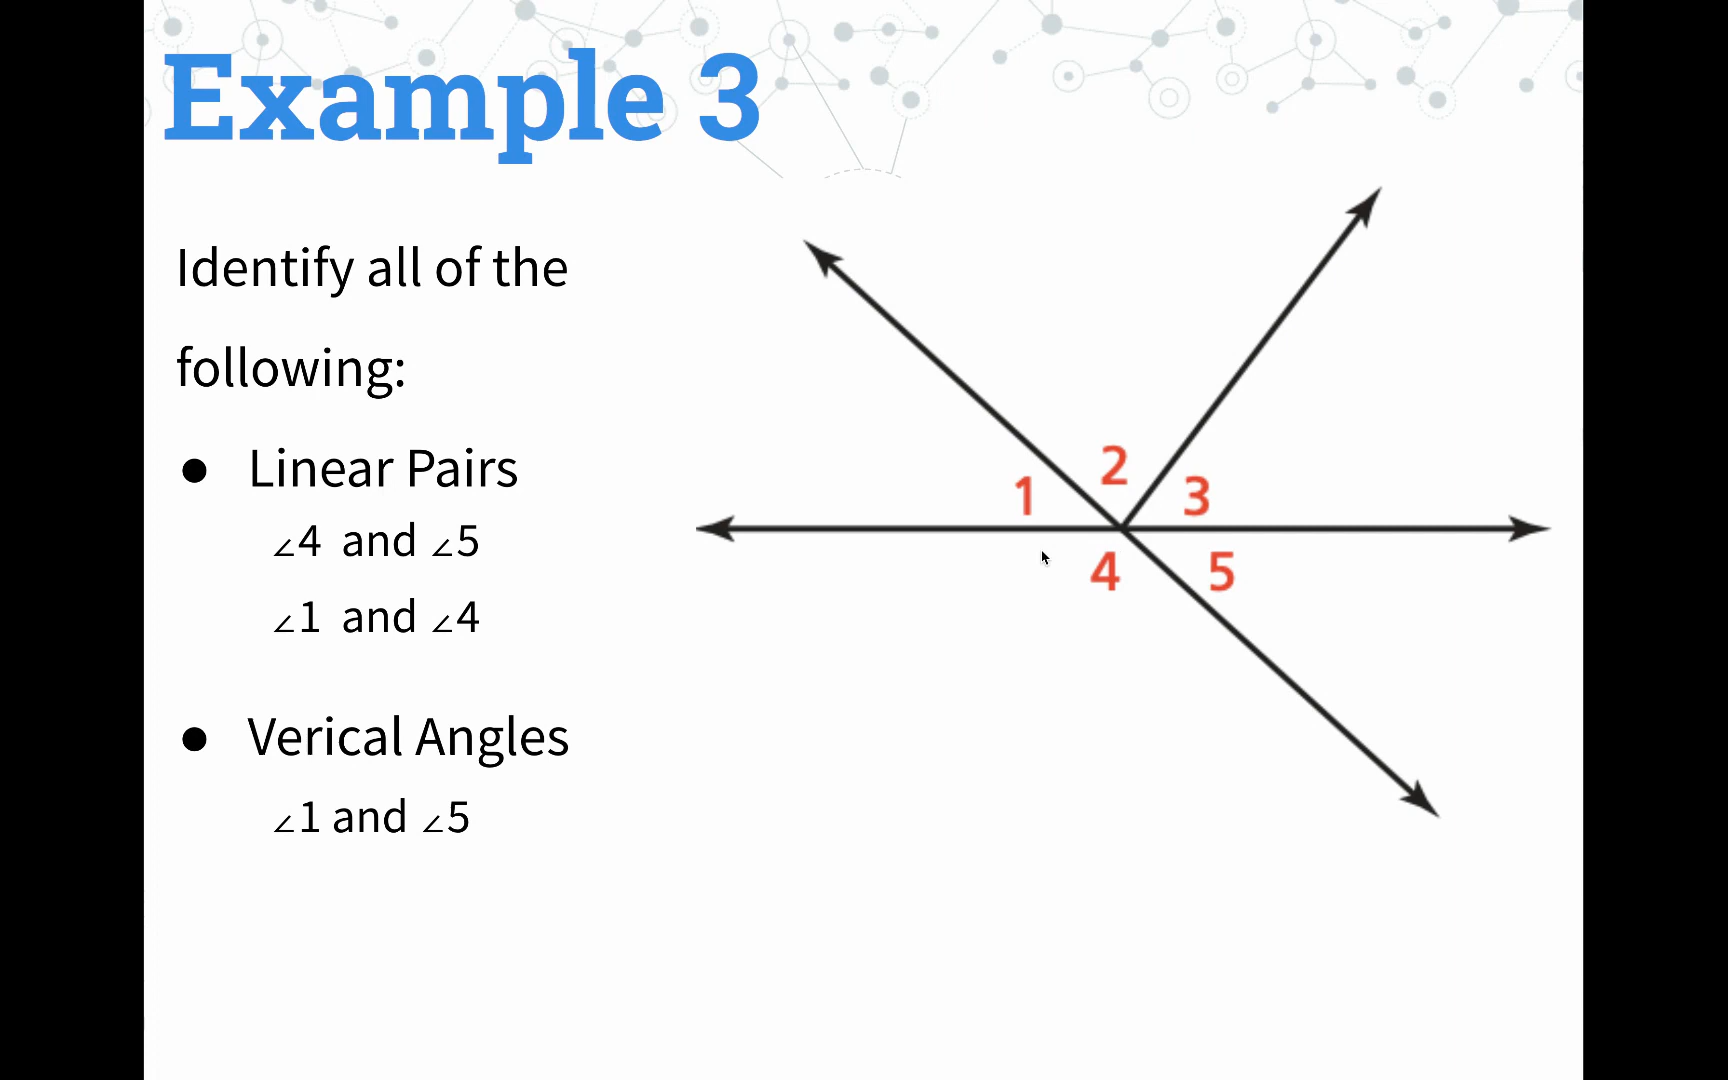 Example 3
Identify all of the
following:
● Linear Pairs
∠4 and ∠5
∠1 and ∠4
● Verical Angles
∠1 and ∠5
1
2
3
4
5